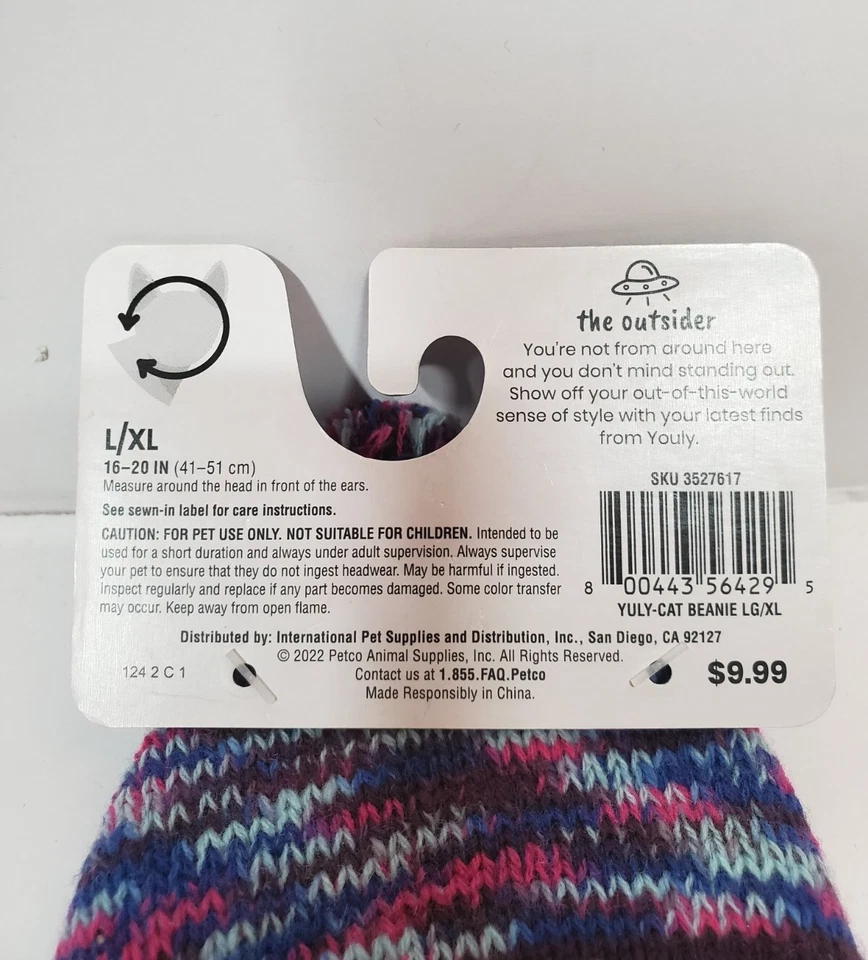 L/XL
16–20 IN (41–51 cm)
Measure around the head in front of the ears.
See sewn-in label for care instructions.
CAUTION: FOR PET USE ONLY. NOT SUITABLE FOR CHILDREN. Intended to be
used for a short duration and always under adult supervision. Always supervise
your pet to ensure that they do not ingest headwear. May be harmful if ingested.
Inspect regularly and replace if any part becomes damaged. Some color transfer
may occur. Keep away from open flame.
the outsider
You're not from around here
and you don't mind standing out.
Show off your out-of-this-world
sense of style with your latest finds
from Youly.
SKU 3527617
8 00443 56429 5
YULY-CAT BEANIE LG/XL
Distributed by: International Pet Supplies and Distribution, Inc., San Diego, CA 92127
© 2022 Petco Animal Supplies, Inc. All Rights Reserved.
Contact us at 1.855.FAQ.Petco
Made Responsibly in China.
124 2 C 1
$9.99